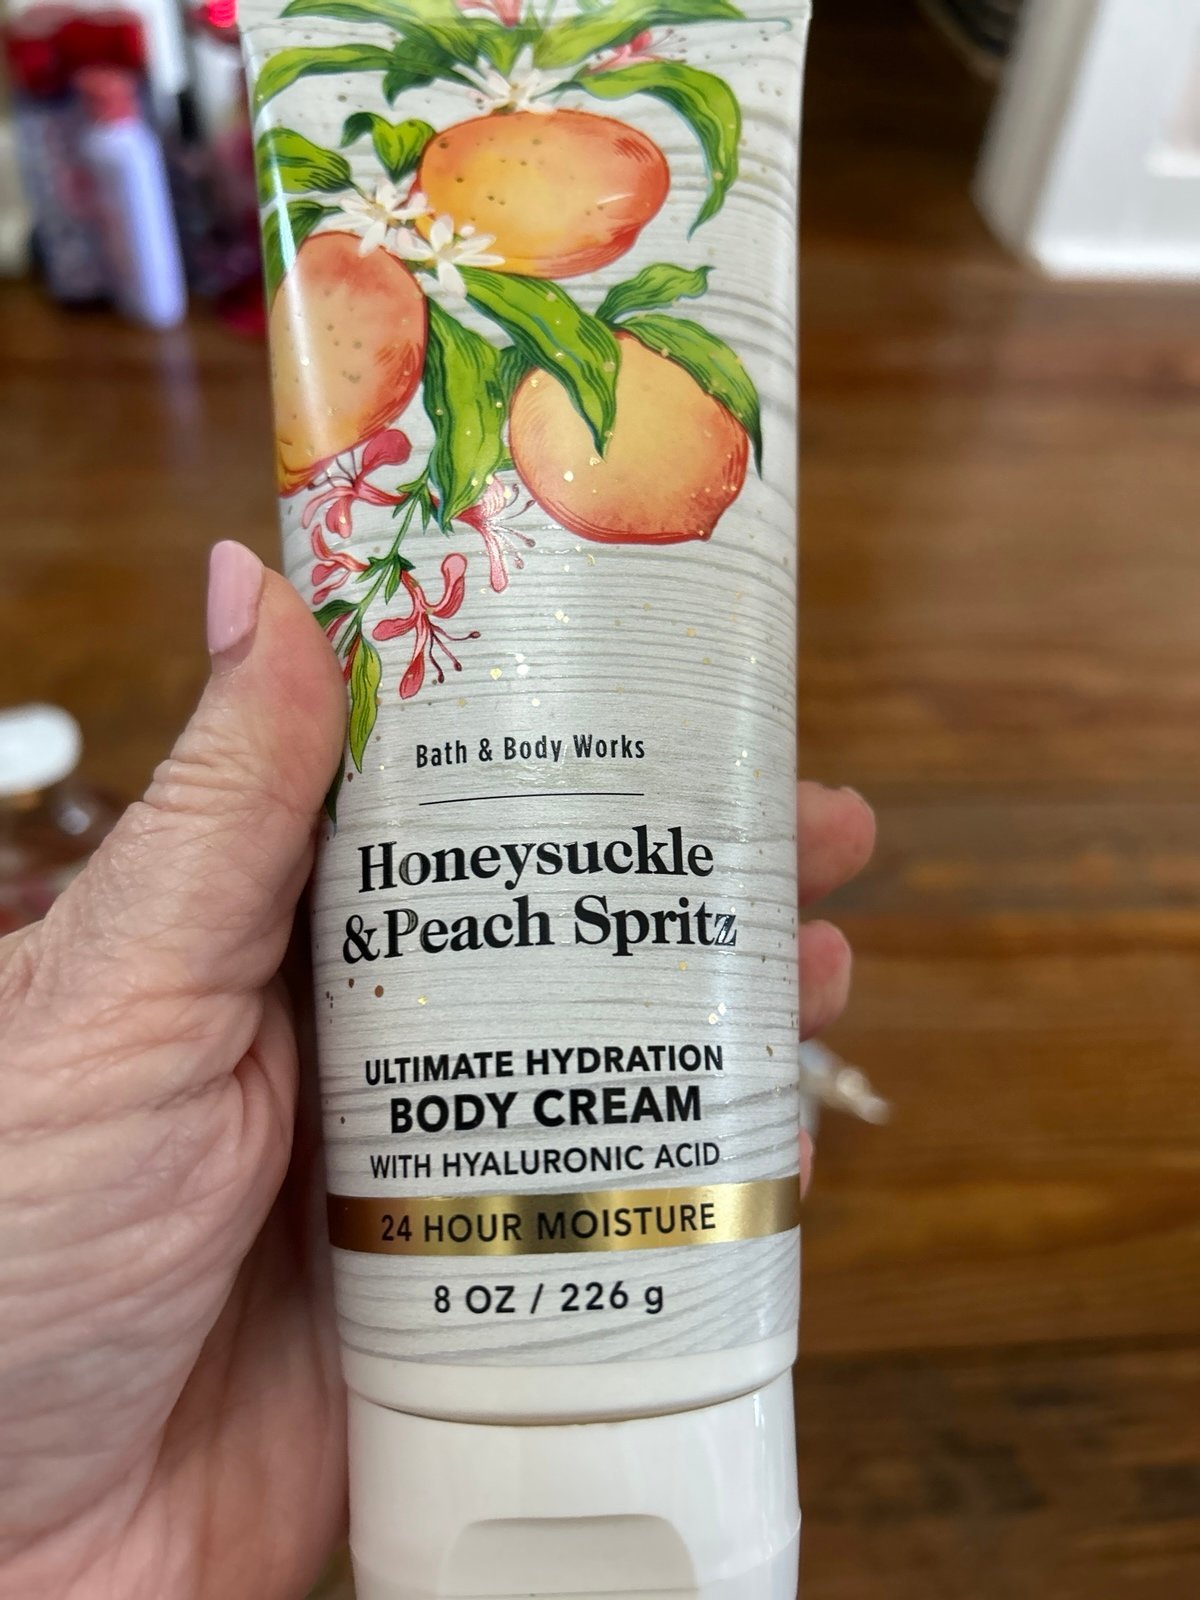 Bath & Body Works
Honeysuckle
& Peach Spritz
ULTIMATE HYDRATION
BODY CREAM
WITH HYALURONIC ACID
24 HOUR MOISTURE
8 OZ / 226 g